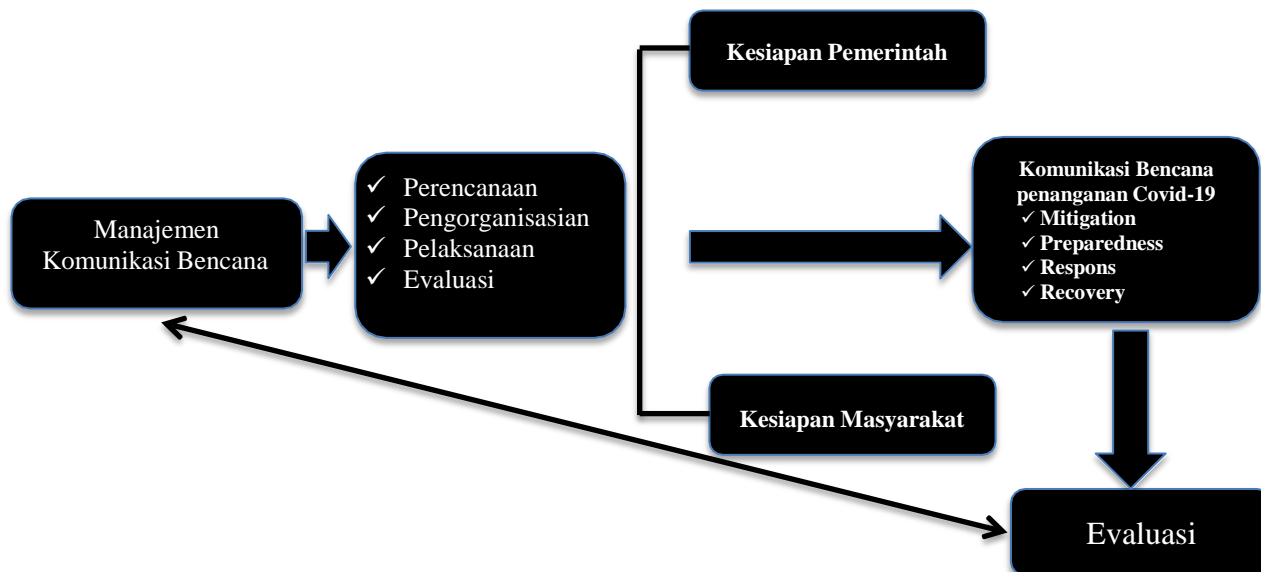 Kesiapan Pemerintah
Manajemen
Komunikasi Bencana
✓ Perencanaan
✓ Pengorganisasian
✓ Pelaksanaan
✓ Evaluasi
Komunikasi Bencana
penanganan Covid-19
✓ Mitigation
✓ Preparedness
✓ Respons
✓ Recovery
Kesiapan Masyarakat
Evaluasi